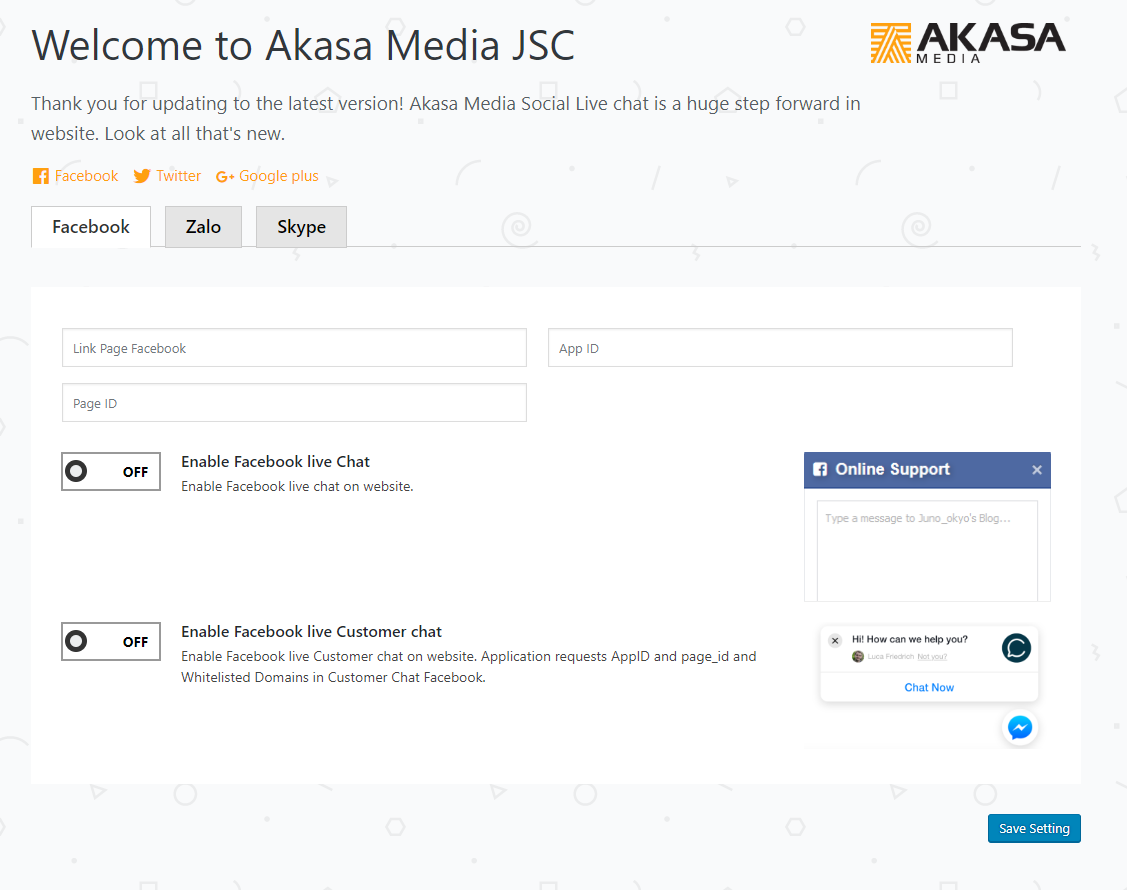 Welcome to Akasa Media JSC
AKASA
MEDIA
Thank you for updating to the latest version! Akasa Media Social Live chat is a huge step forward in
website. Look at all that's new.
Facebook Twitter Google plus
Facebook Zalo Skype
Link Page Facebook
App ID
Page ID
OFF
Enable Facebook live Chat
Enable Facebook live chat on website.
Online Support
Type a message to Juno_okyo's Blog...
OFF
Enable Facebook live Customer chat
Enable Facebook live Customer chat on website. Application requests AppID and page_id and
Whitelisted Domains in Customer Chat Facebook.
Hi! How can we help you?
Luca Friedrich Not you?
Chat Now
Save Setting